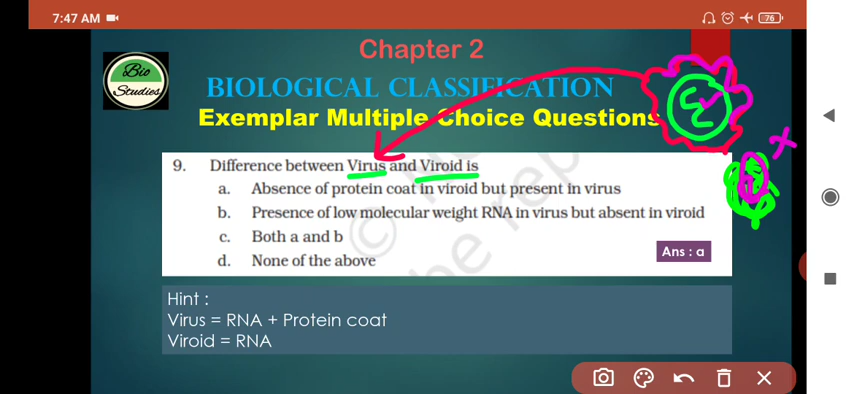 7:47 AM
76
Chapter 2
Bio
Studies
BIOLOGICAL CLASSIFICATION
Exemplar Multiple Choice Questions
9. Difference between Virus and Viroid is
a. Absence of protein coat in viroid but present in virus
b. Presence of low molecular weight RNA in virus but absent in viroid
c. Both a and b
d. None of the above
Ans : a
Hint :
Virus = RNA + Protein coat
Viroid = RNA